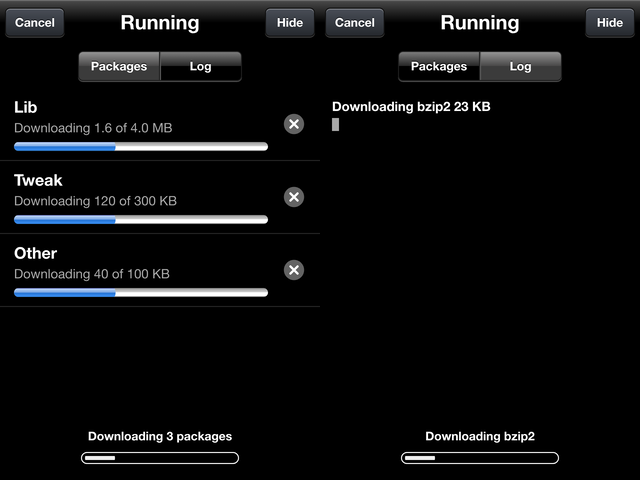 Cancel
Running
Hide
Packages
Log
Lib
Downloading 1.6 of 4.0 MB
Tweak
Downloading 120 of 300 KB
Other
Downloading 40 of 100 KB
Downloading 3 packages
Cancel
Running
Hide
Packages
Log
Downloading bzip2 23 KB
Downloading bzip2